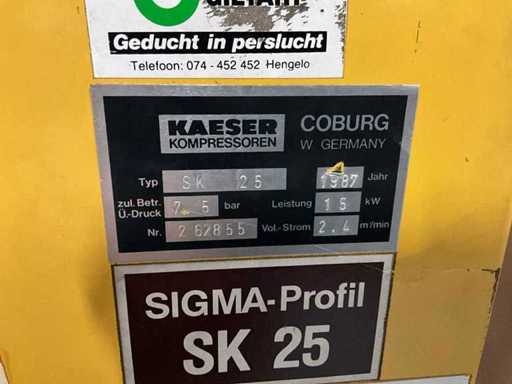 Geducht in perslucht
Telefoon: 074 - 452 452 Hengelo
KAESER COBURG
KOMPRESSOREN W GERMANY
Typ SK 25 1987 Jahr
zul. Betr. Ü.-Druck 7.5 bar Leistung 15 kW
Nr. 262855 Vol.-Strom 2.4 m³/min
SIGMA-Profil
SK 25